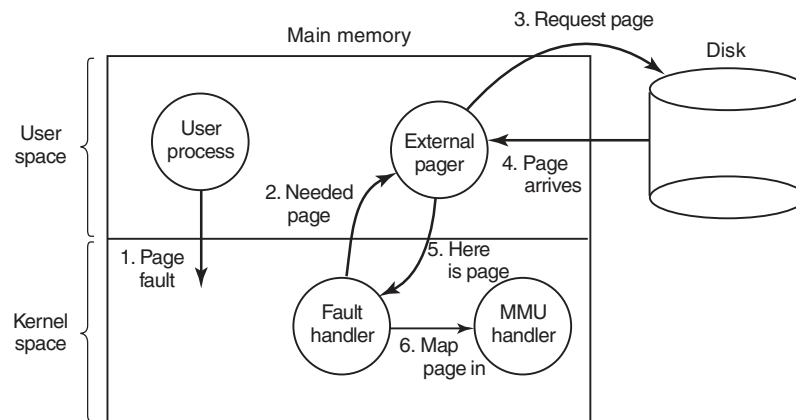 3. Request page
Main memory
Disk
User
space
User
process
External
pager
2. Needed
page
4. Page
arrives
1. Page
fault
5. Here
is page
Kernel
space
Fault
handler
MMU
handler
6. Map
page in